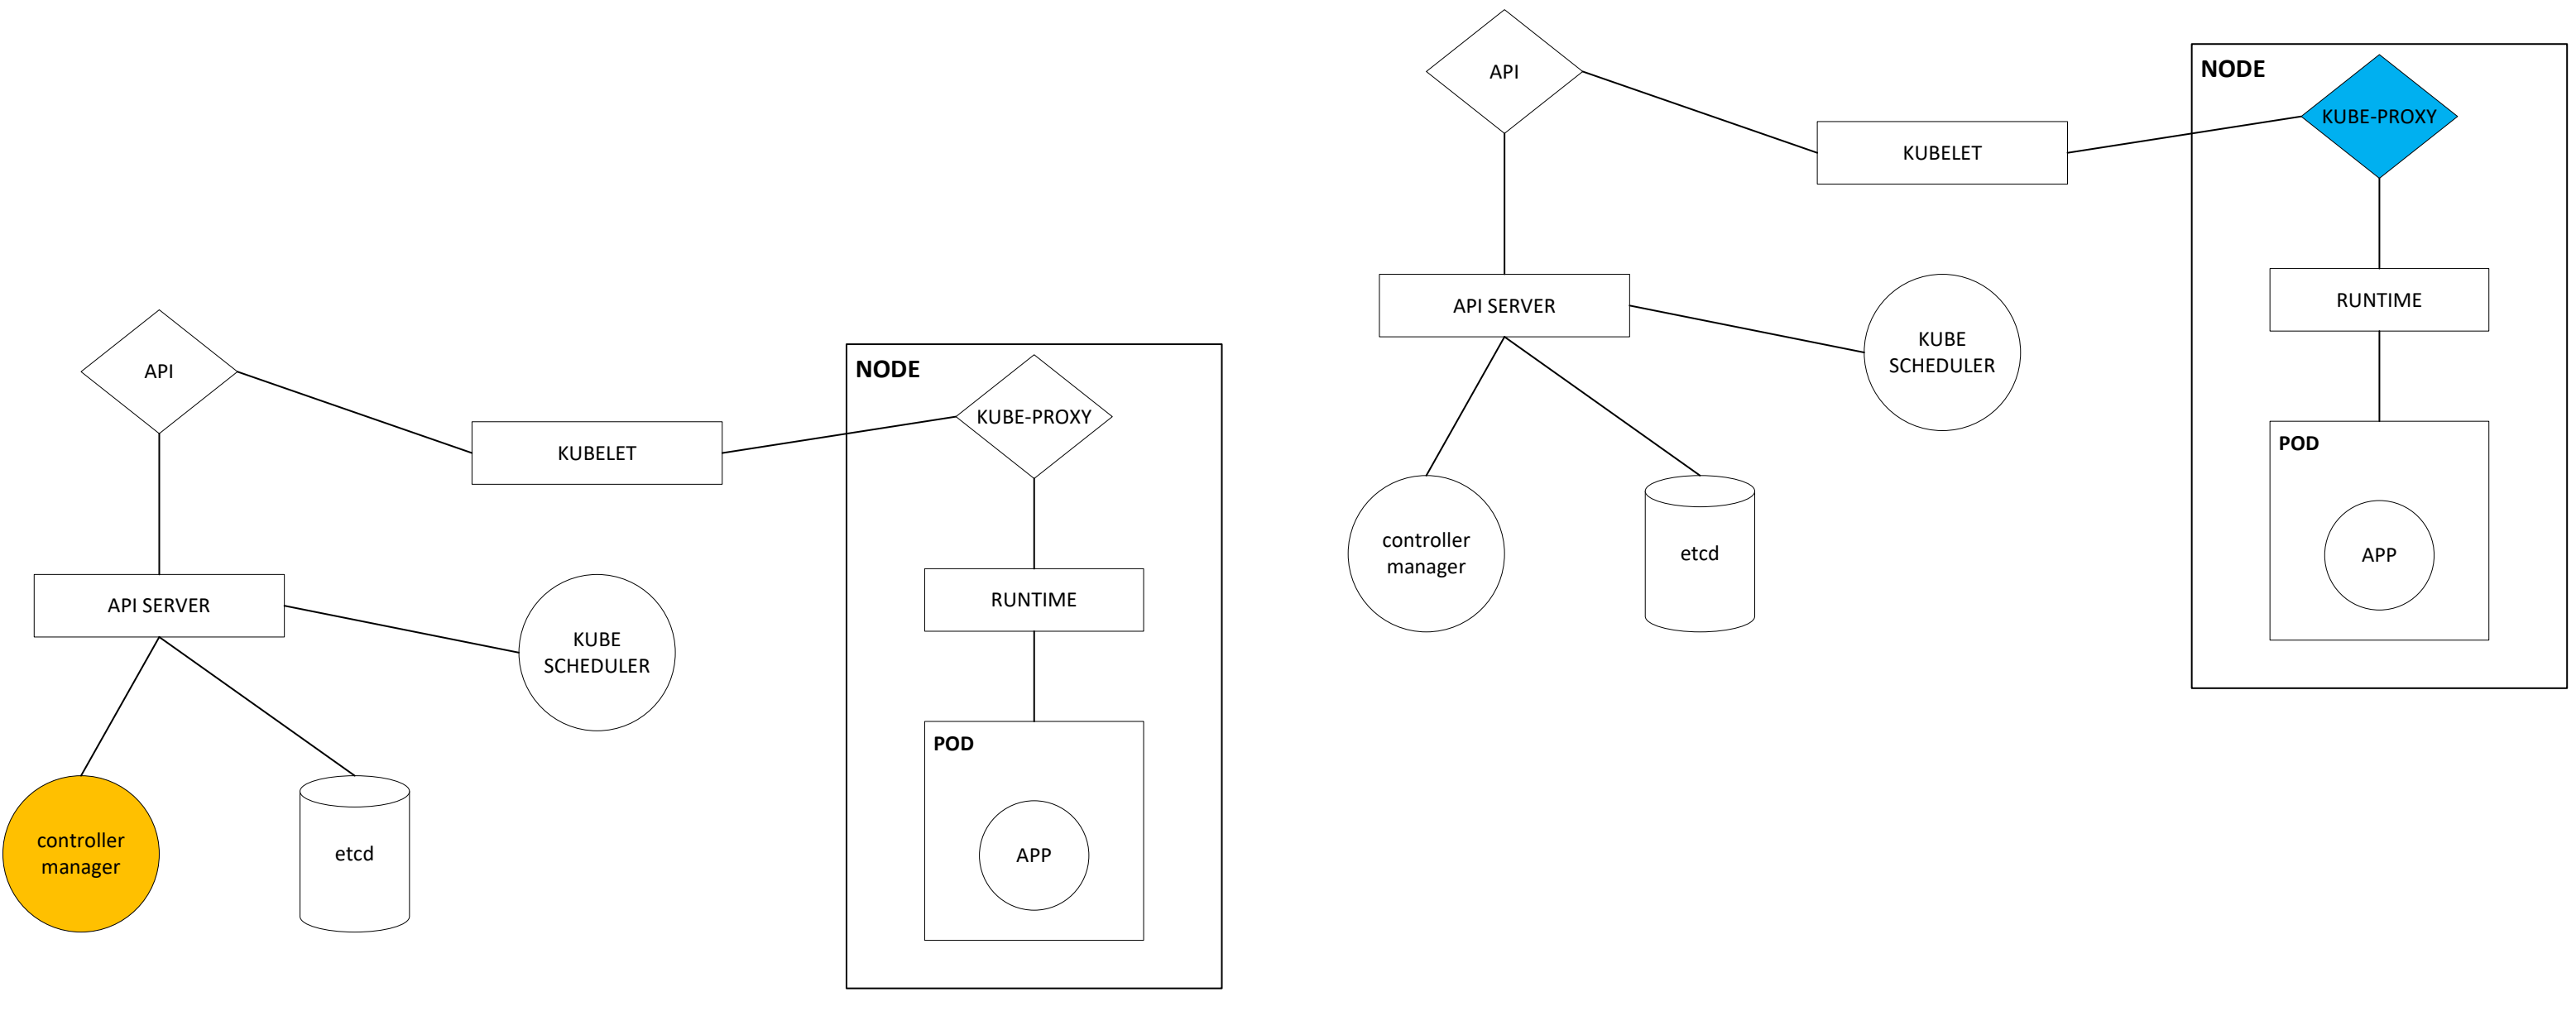 API
KUBELET
NODE
KUBE-PROXY
API SERVER
KUBE
SCHEDULER
RUNTIME
controller
manager
etcd
POD
APP
API
KUBELET
NODE
KUBE-PROXY
API SERVER
KUBE
SCHEDULER
RUNTIME
controller
manager
etcd
POD
APP